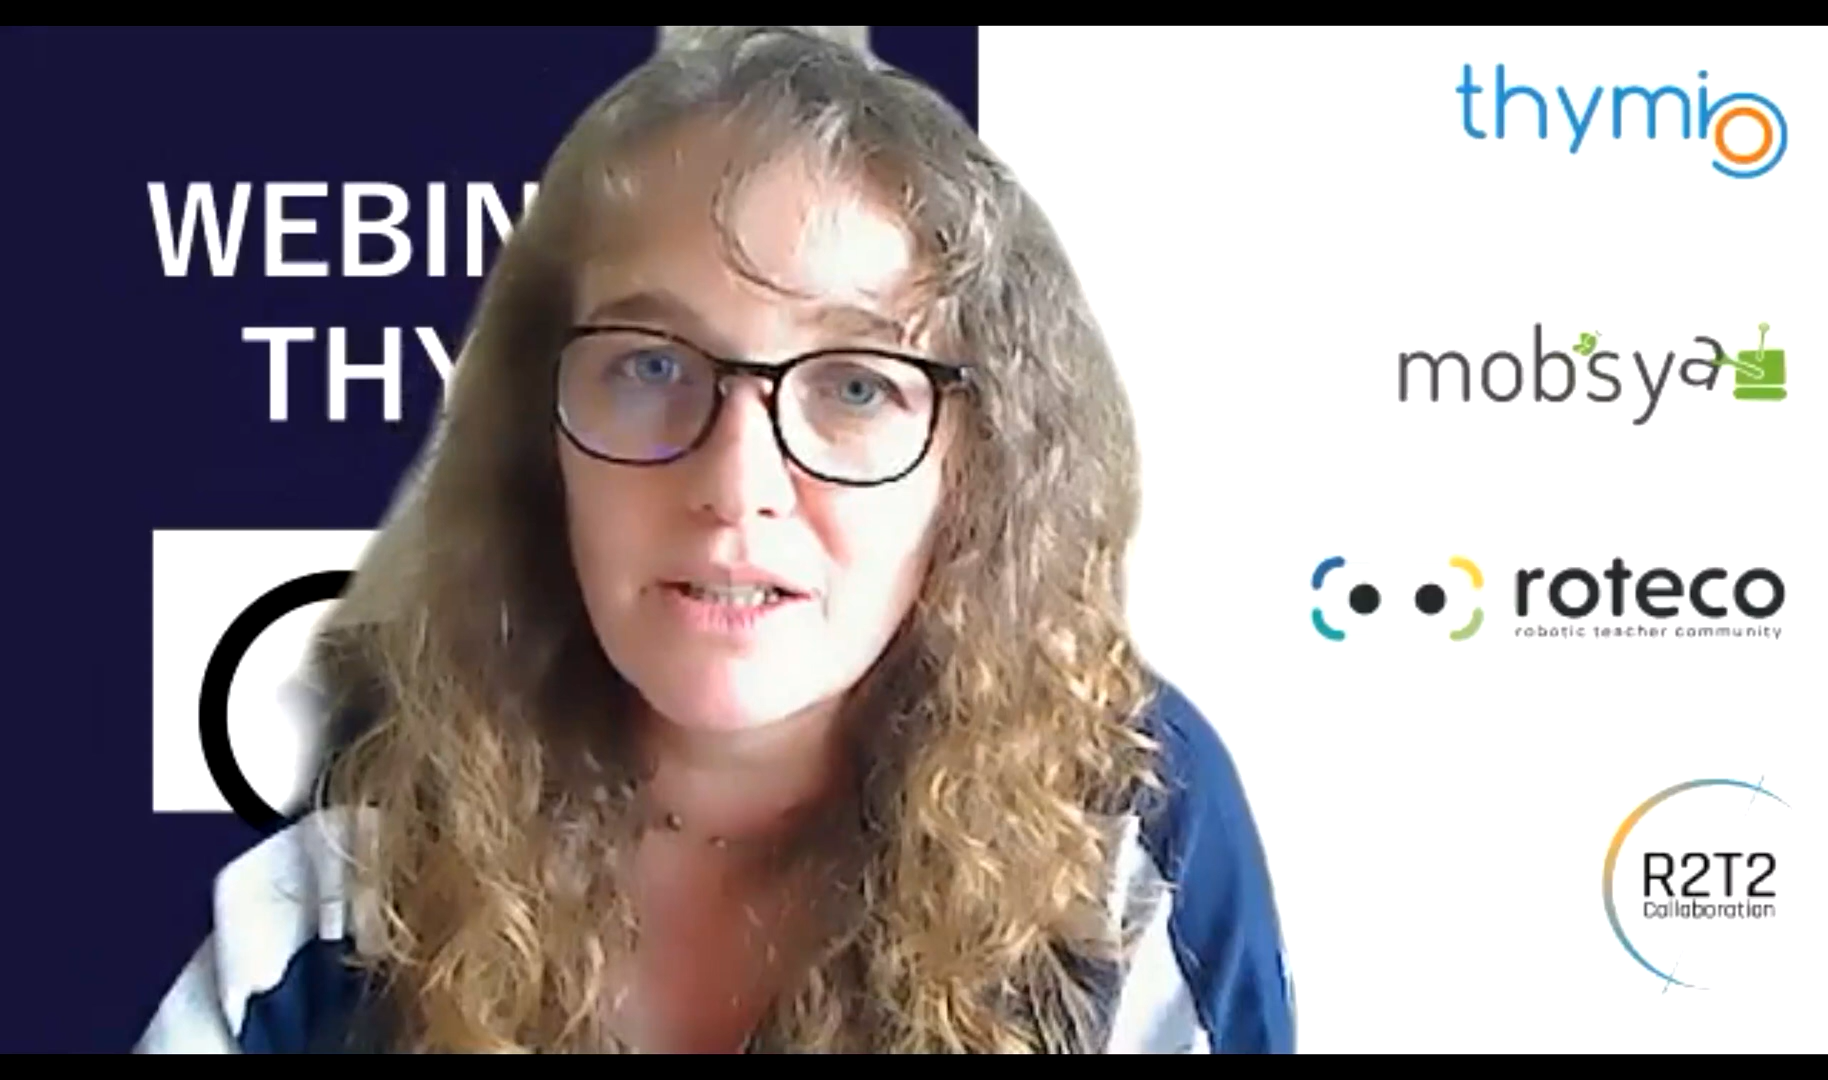 WEBIN
THY
thymio
mobsya
roteco
robotic teacher community
R2T2
Collaboration